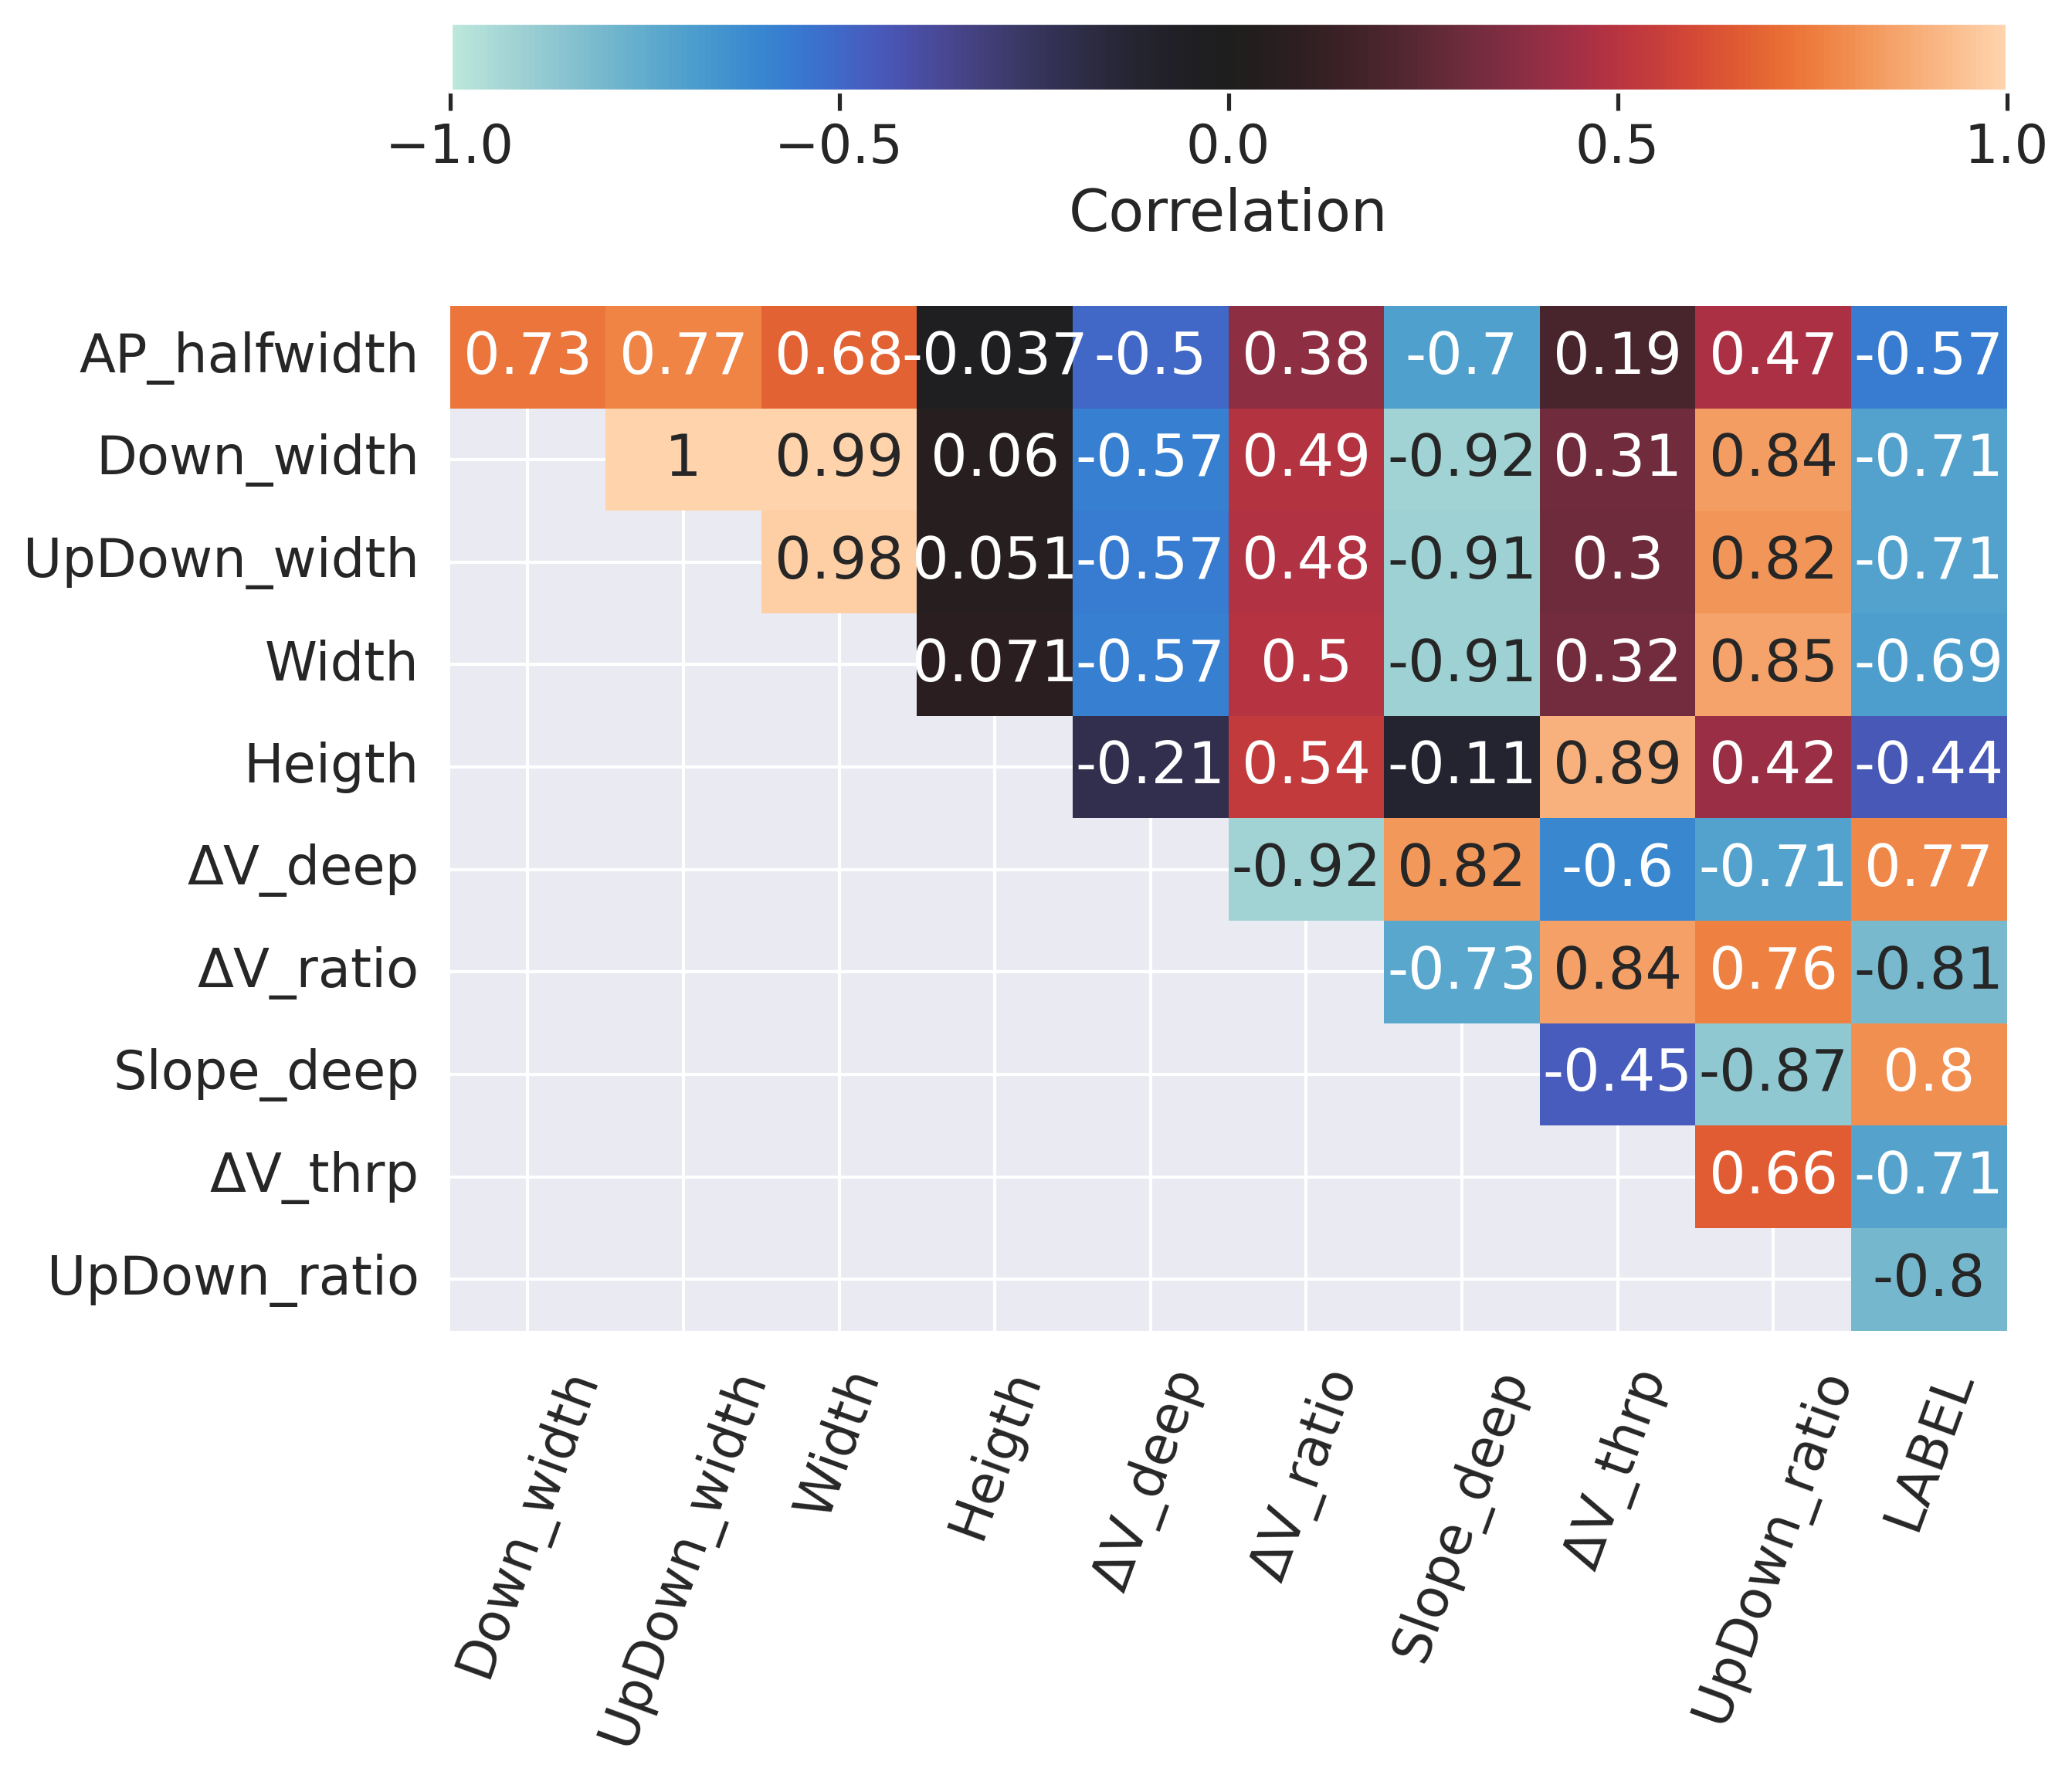 −1.0 −0.5 0.0 0.5 1.0
Correlation
AP_halfwidth 0.73 0.77 0.68 -0.037 -0.5 0.38 -0.7 0.19 0.47 -0.57
Down_width 1 0.99 0.06 -0.57 0.49 -0.92 0.31 0.84 -0.71
UpDown_width 0.98 0.051 -0.57 0.48 -0.91 0.3 0.82 -0.71
Width 0.071 -0.57 0.5 -0.91 0.32 0.85 -0.69
Heigth -0.21 0.54 -0.11 0.89 0.42 -0.44
ΔV_deep -0.92 0.82 -0.6 -0.71 0.77
ΔV_ratio -0.73 0.84 0.76 -0.81
Slope_deep -0.45 -0.87 0.8
ΔV_thrp 0.66 -0.71
UpDown_ratio -0.8
Down_width
UpDown_width
Width
Heigth
ΔV_deep
ΔV_ratio
Slope_deep
ΔV_thrp
UpDown_ratio
LABEL